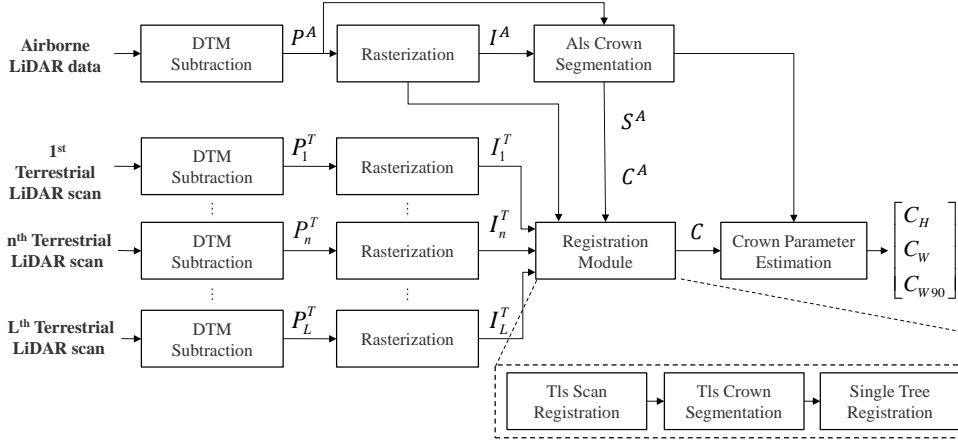 Airborne
LiDAR data
DTM
Subtraction
P^A
Rasterization
I^A
Als Crown
Segmentation
S^A
C^A
1st
Terrestrial
LiDAR scan
DTM
Subtraction
P_1^T
Rasterization
I_1^T
⋮
⋮
nth Terrestrial
LiDAR scan
DTM
Subtraction
P_n^T
Rasterization
I_n^T
Registration
Module
C
Crown Parameter
Estimation
C_H
C_W
C_W90
⋮
⋮
Lth Terrestrial
LiDAR scan
DTM
Subtraction
P_L^T
Rasterization
I_L^T
Tls Scan
Registration
Tls Crown
Segmentation
Single Tree
Registration